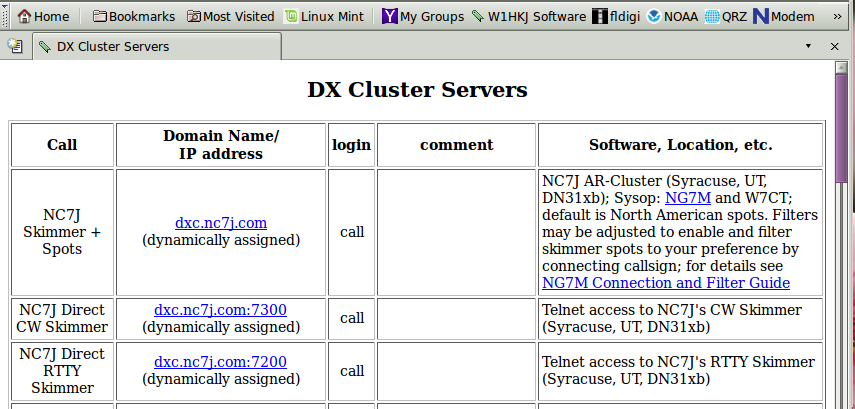 Home Bookmarks Most Visited Linux Mint My Groups W1HKJ Software fldigi NOAA QRZ Modem »
DX Cluster Servers
DX Cluster Servers
Call
Domain Name/
IP address
login
comment
Software, Location, etc.
NC7J
Skimmer +
Spots
dxc.nc7j.com
(dynamically assigned)
call
NC7J AR-Cluster (Syracuse, UT,
DN31xb); Sysop: NG7M and W7CT;
default is North American spots. Filters
may be adjusted to enable and filter
skimmer spots to your preference by
connecting callsign; for details see
NG7M Connection and Filter Guide
NC7J Direct
CW Skimmer
dxc.nc7j.com:7300
(dynamically assigned)
call
Telnet access to NC7J's CW Skimmer
(Syracuse, UT, DN31xb)
NC7J Direct
RTTY
Skimmer
dxc.nc7j.com:7200
(dynamically assigned)
call
Telnet access to NC7J's RTTY Skimmer
(Syracuse, UT, DN31xb)